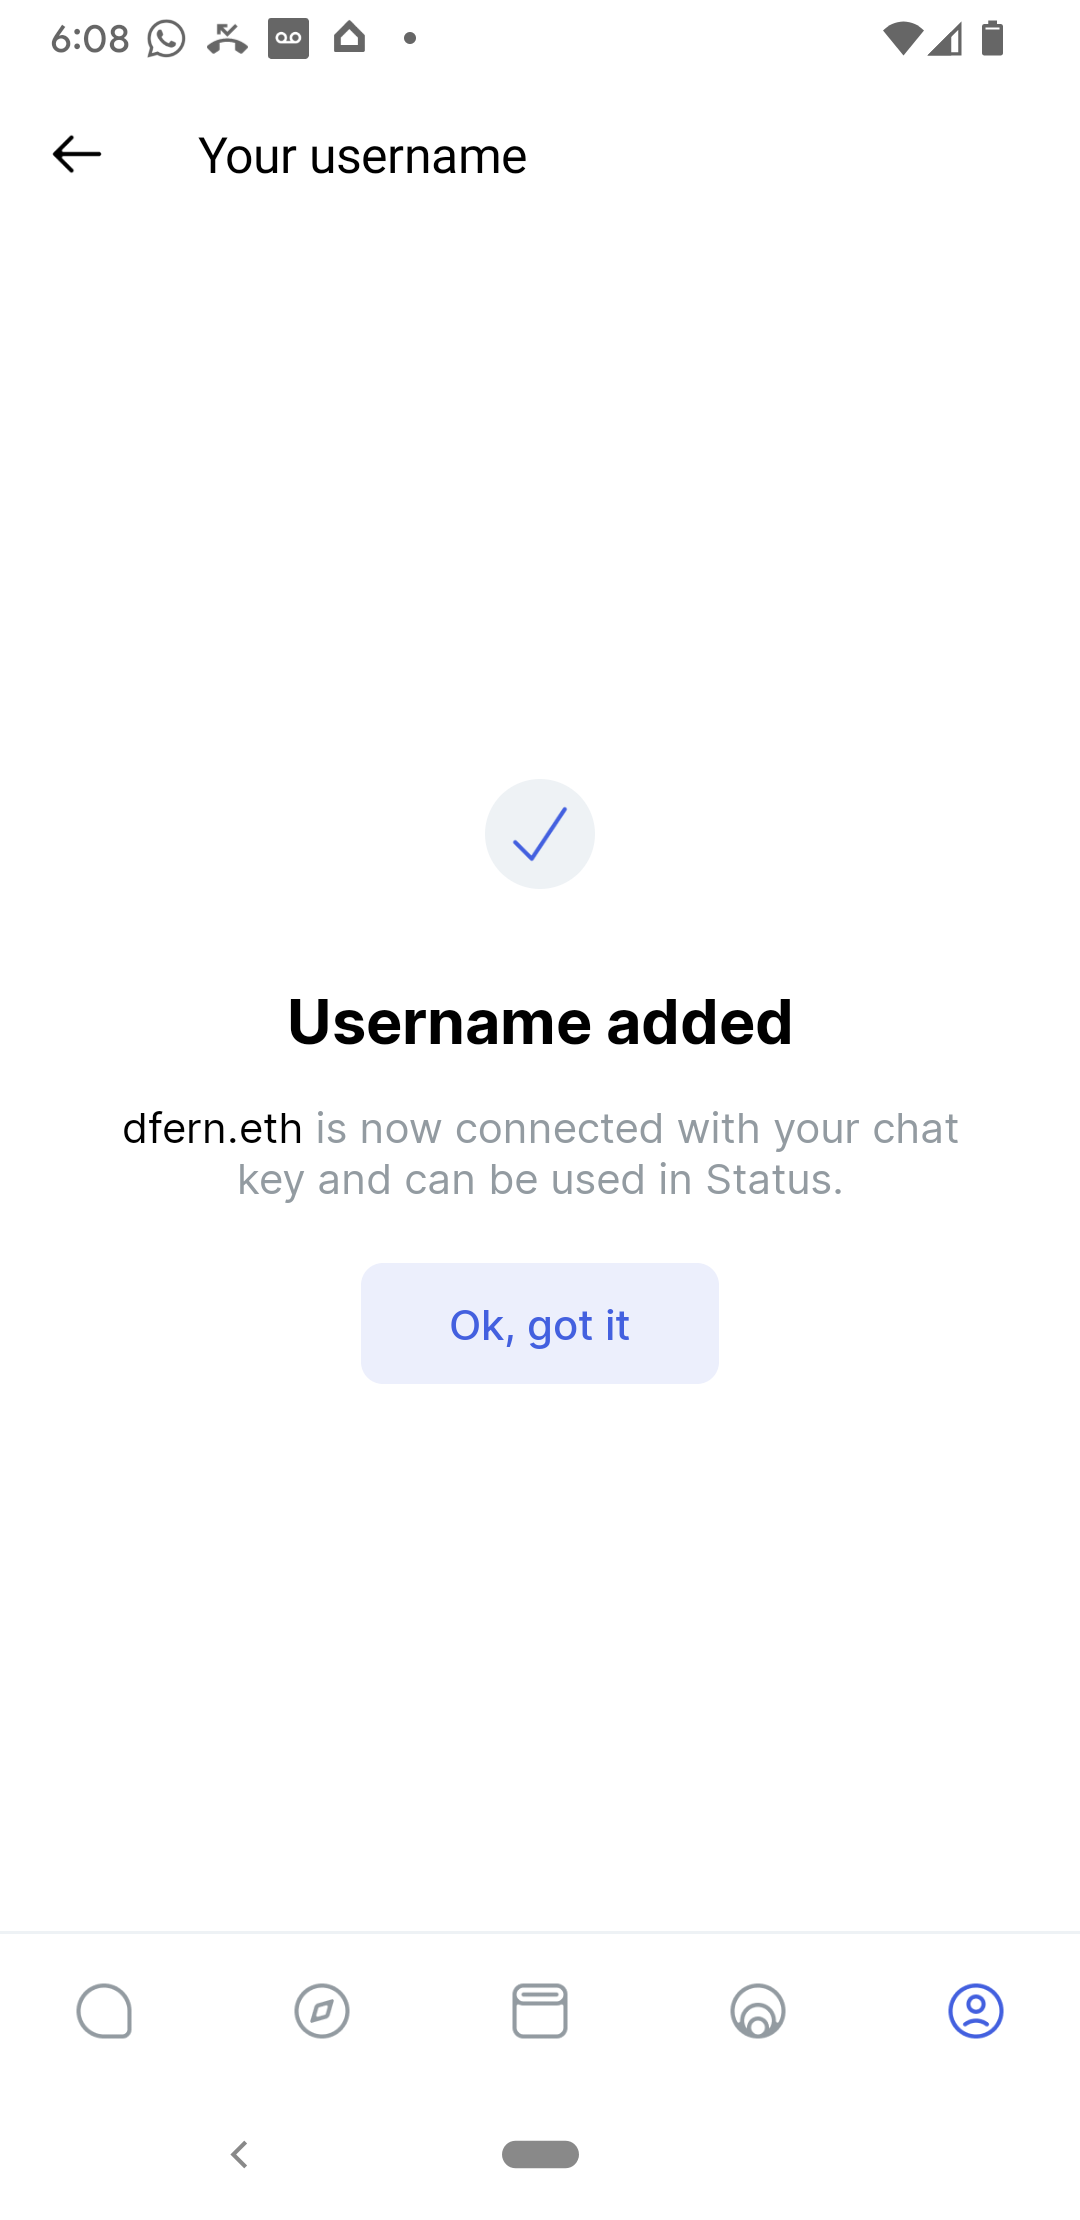 6:08
Your username
Username added
dfern.eth is now connected with your chat
key and can be used in Status.
Ok, got it